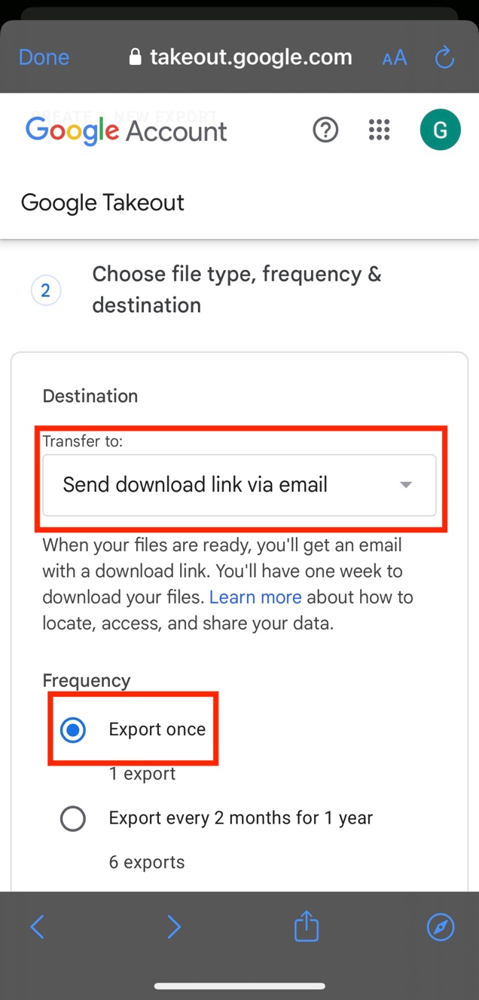 Done takeout.google.com AA
CREATE A NEW EXPORT
Google Account G
Google Takeout
2
Choose file type, frequency &
destination
Destination
Transfer to:
Send download link via email
When your files are ready, you'll get an email
with a download link. You'll have one week to
download your files. Learn more about how to
locate, access, and share your data.
Frequency
Export once
1 export
Export every 2 months for 1 year
6 exports